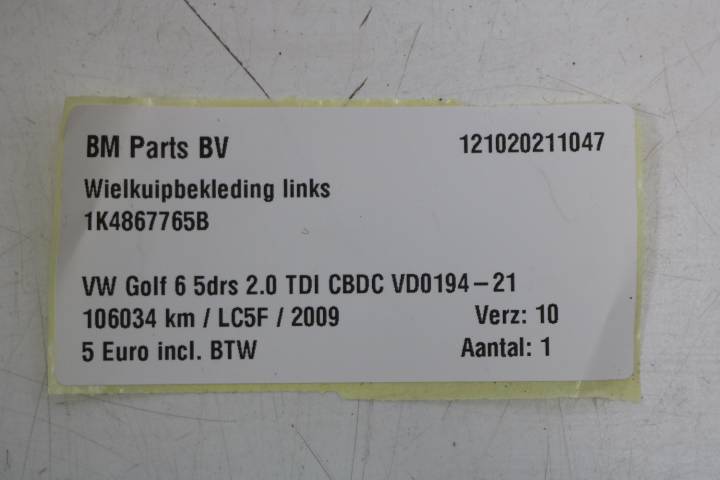 BM Parts BV 121020211047
Wielkuipbekleding links
1K4867765B
VW Golf 6 5drs 2.0 TDI CBDC VD0194-21
106034 km / LC5F / 2009 Verz: 10
5 Euro incl. BTW Aantal: 1